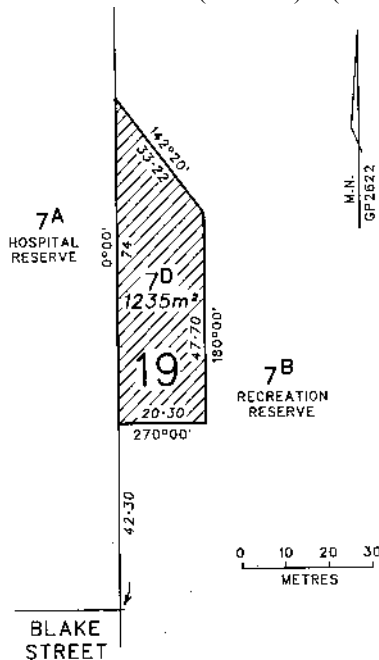 142°20'
33·22
M.N.
GP2622
7A
HOSPITAL
RESERVE
0°00'
74
7D
1235m²
47·70
180°00'
19
7B
RECREATION
RESERVE
20·30
270°00'
42·30
0 10 20 30
METRES
BLAKE
STREET